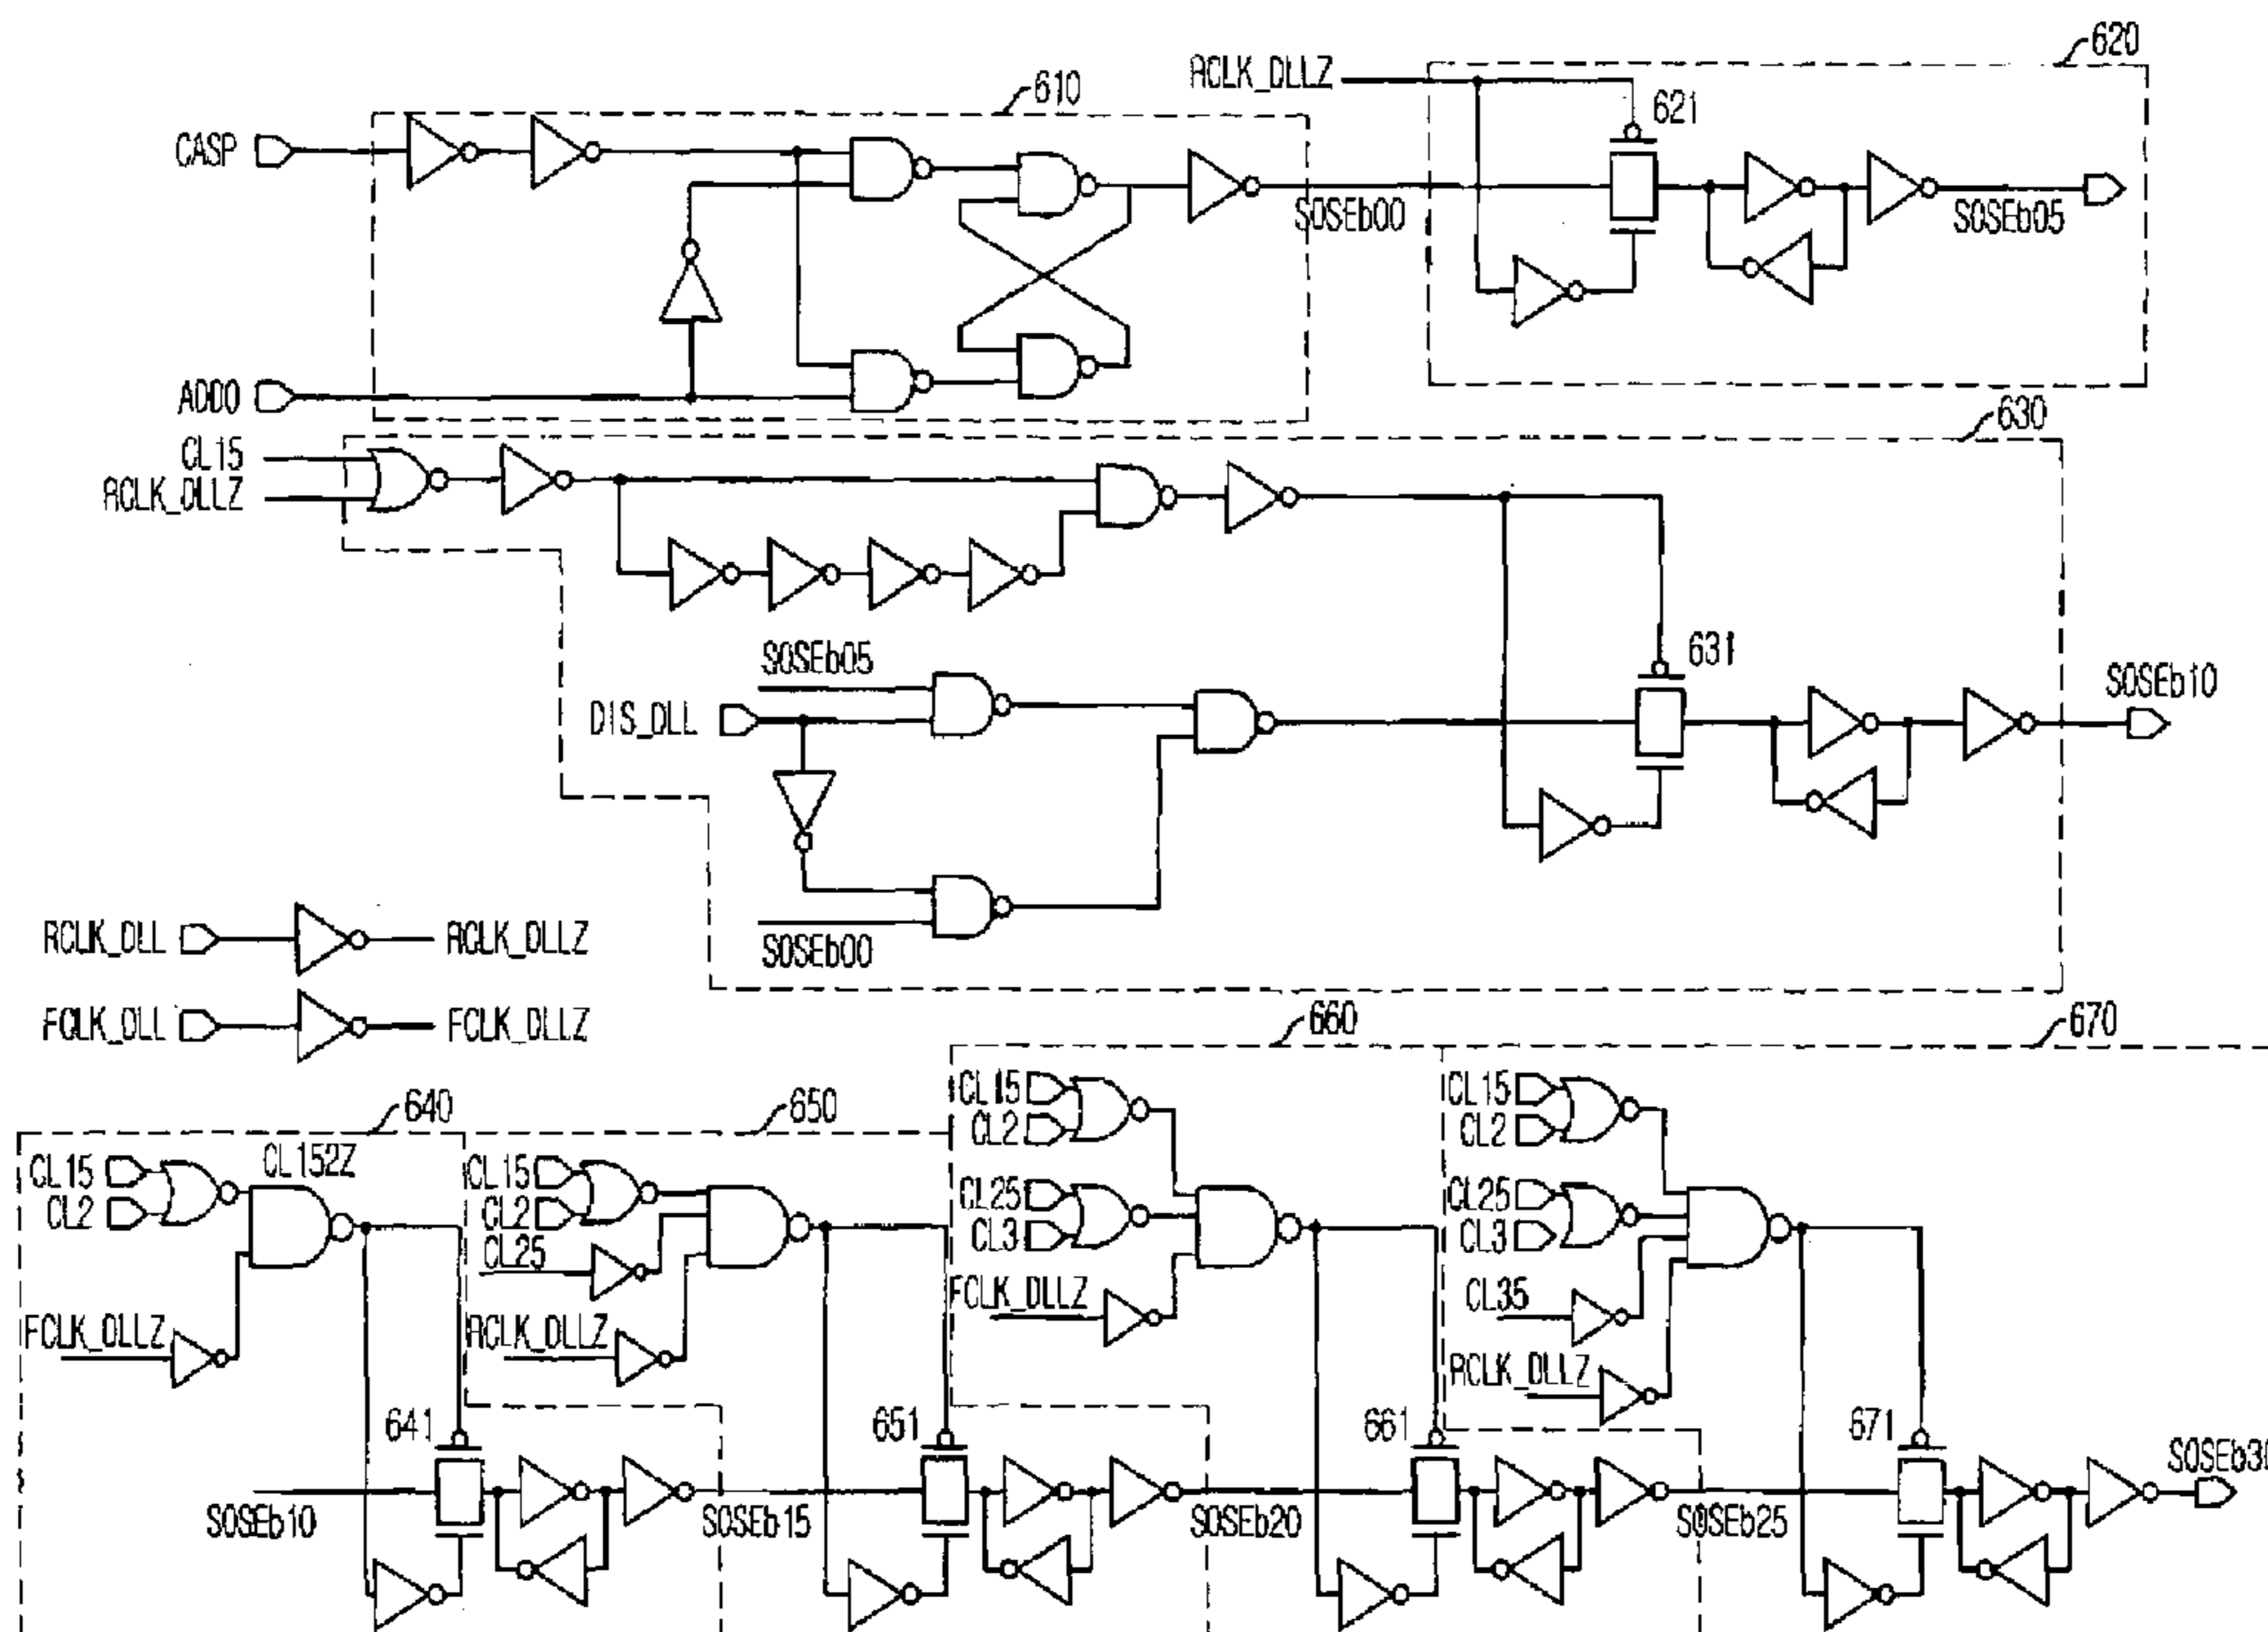 620
RCLK_DLLZ
610
621
CASP
SOSEb00
SOSEb05
ADD0
630
CL15
RCLK_DLLZ
SOSEb05
631
SOSEb10
DIS_DLL
SOSEb00
RCLK_DLL
RCLK_DLLZ
FCLK_DLL
FCLK_DLLZ
660
670
640
650
CL15
CL2
CL15
CL2
CL15
CL2
CL152Z
CL15
CL2
CL25
CL25
CL3
CL25
CL3
FCLK_DLLZ
RCLK_DLLZ
FCLK_DLLZ
CL35
RCLK_DLLZ
641
651
661
671
SOSEb10
SOSEb15
SOSEb20
SOSEb25
SOSEb30